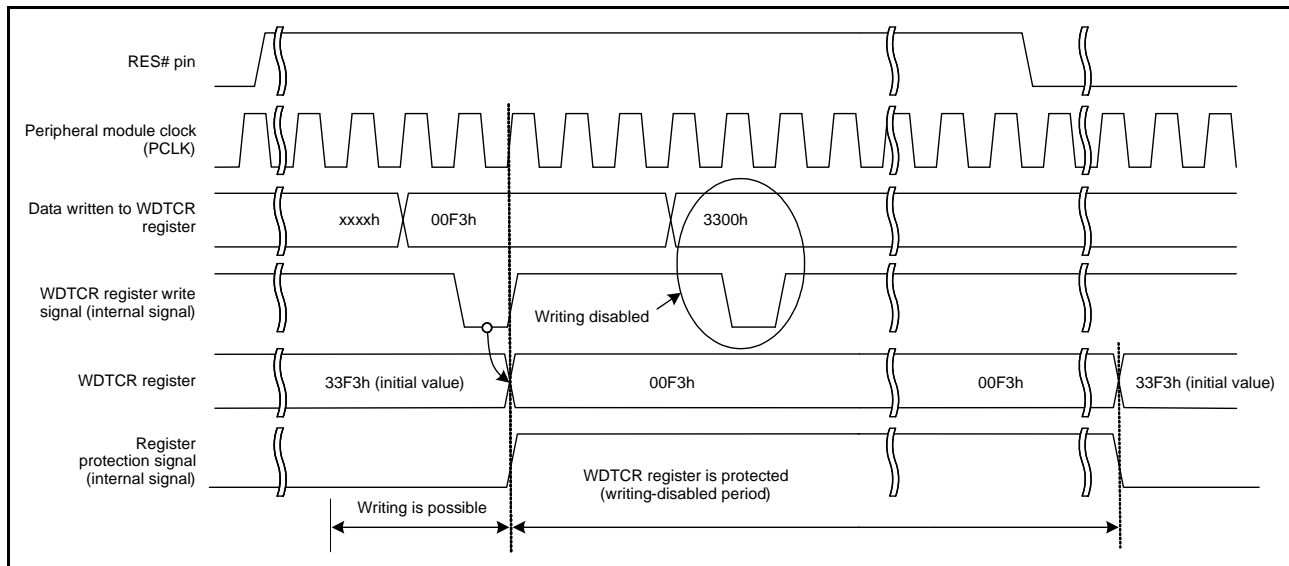 RES# pin
Peripheral module clock
(PCLK)
Data written to WDTCR
register
xxxxh
00F3h
3300h
WDTCR register write
signal (internal signal)
Writing disabled
WDTCR register
33F3h (initial value)
00F3h
00F3h
33F3h (initial value)
Register
protection signal
(internal signal)
WDTCR register is protected
(writing-disabled period)
Writing is possible